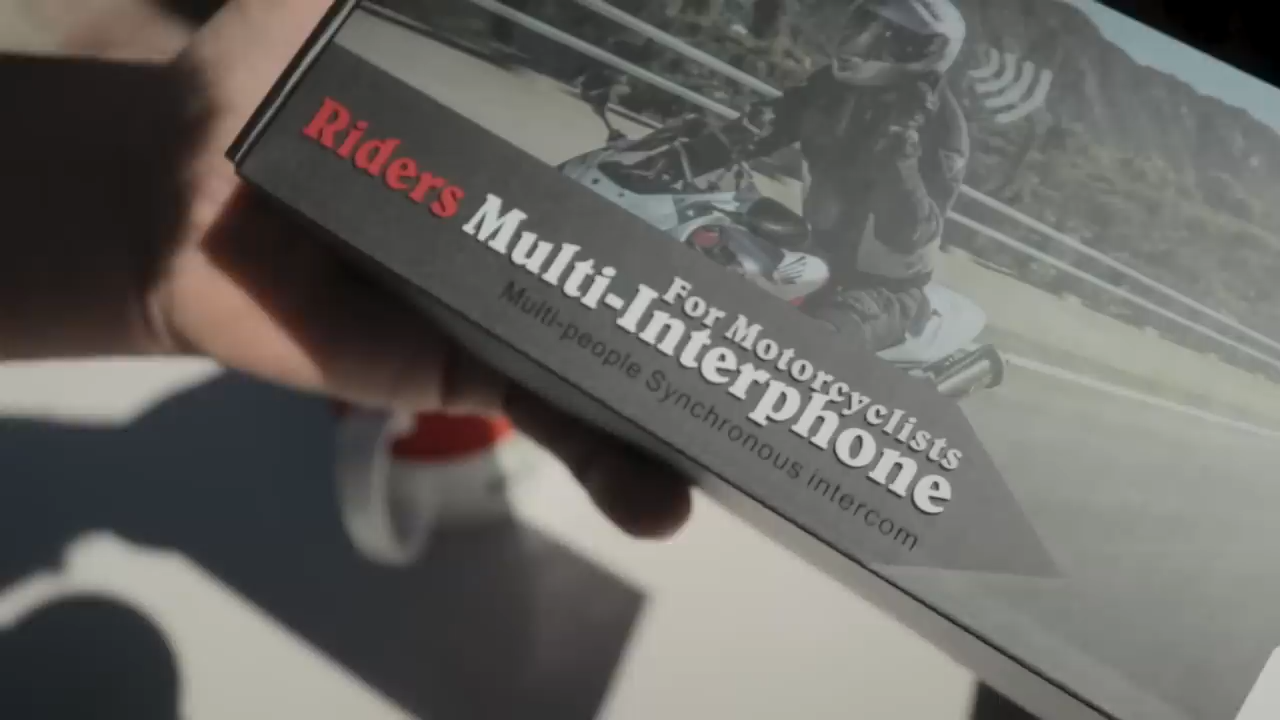 For Motorcyclists
Riders Multi-Interphone
Multi-people Synchronous intercom